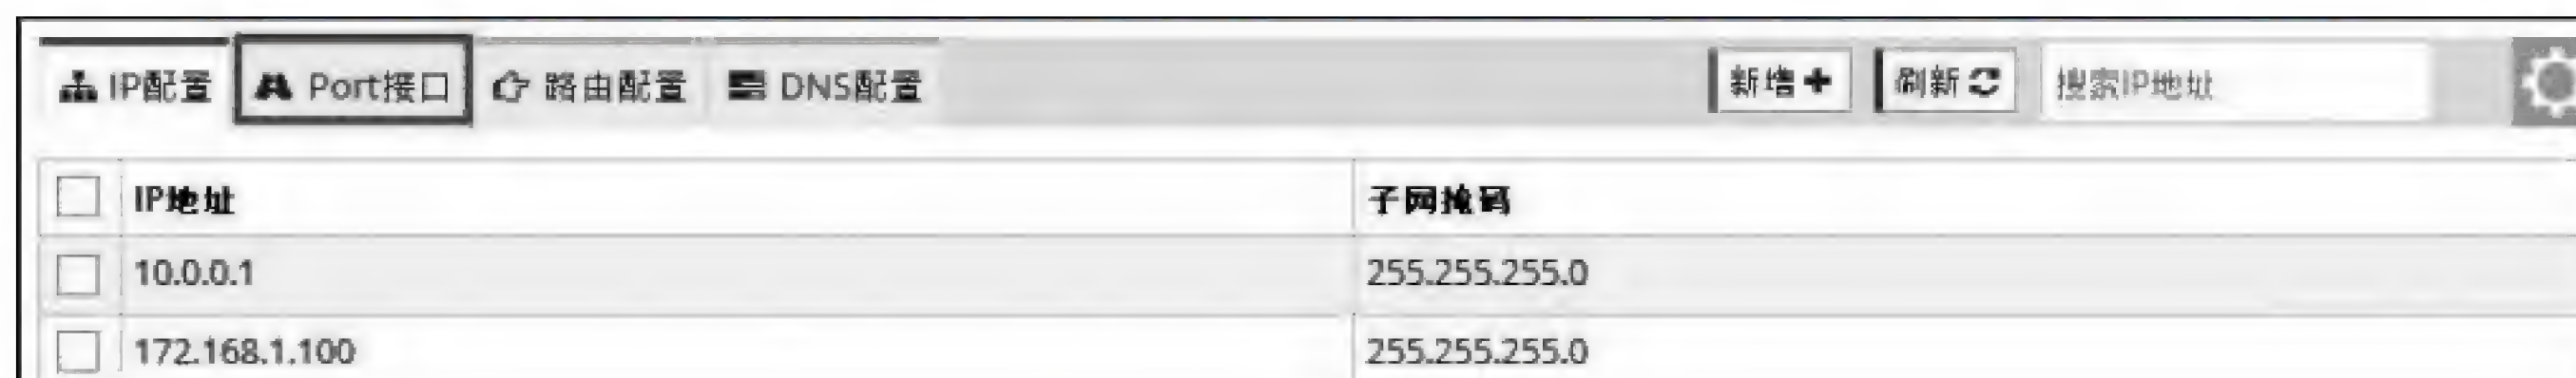 IP配置 Port接口 路由配置 DNS配置 新增 刷新 搜索IP地址
IP地址 子网掩码
10.0.0.1 255.255.255.0
172.168.1.100 255.255.255.0